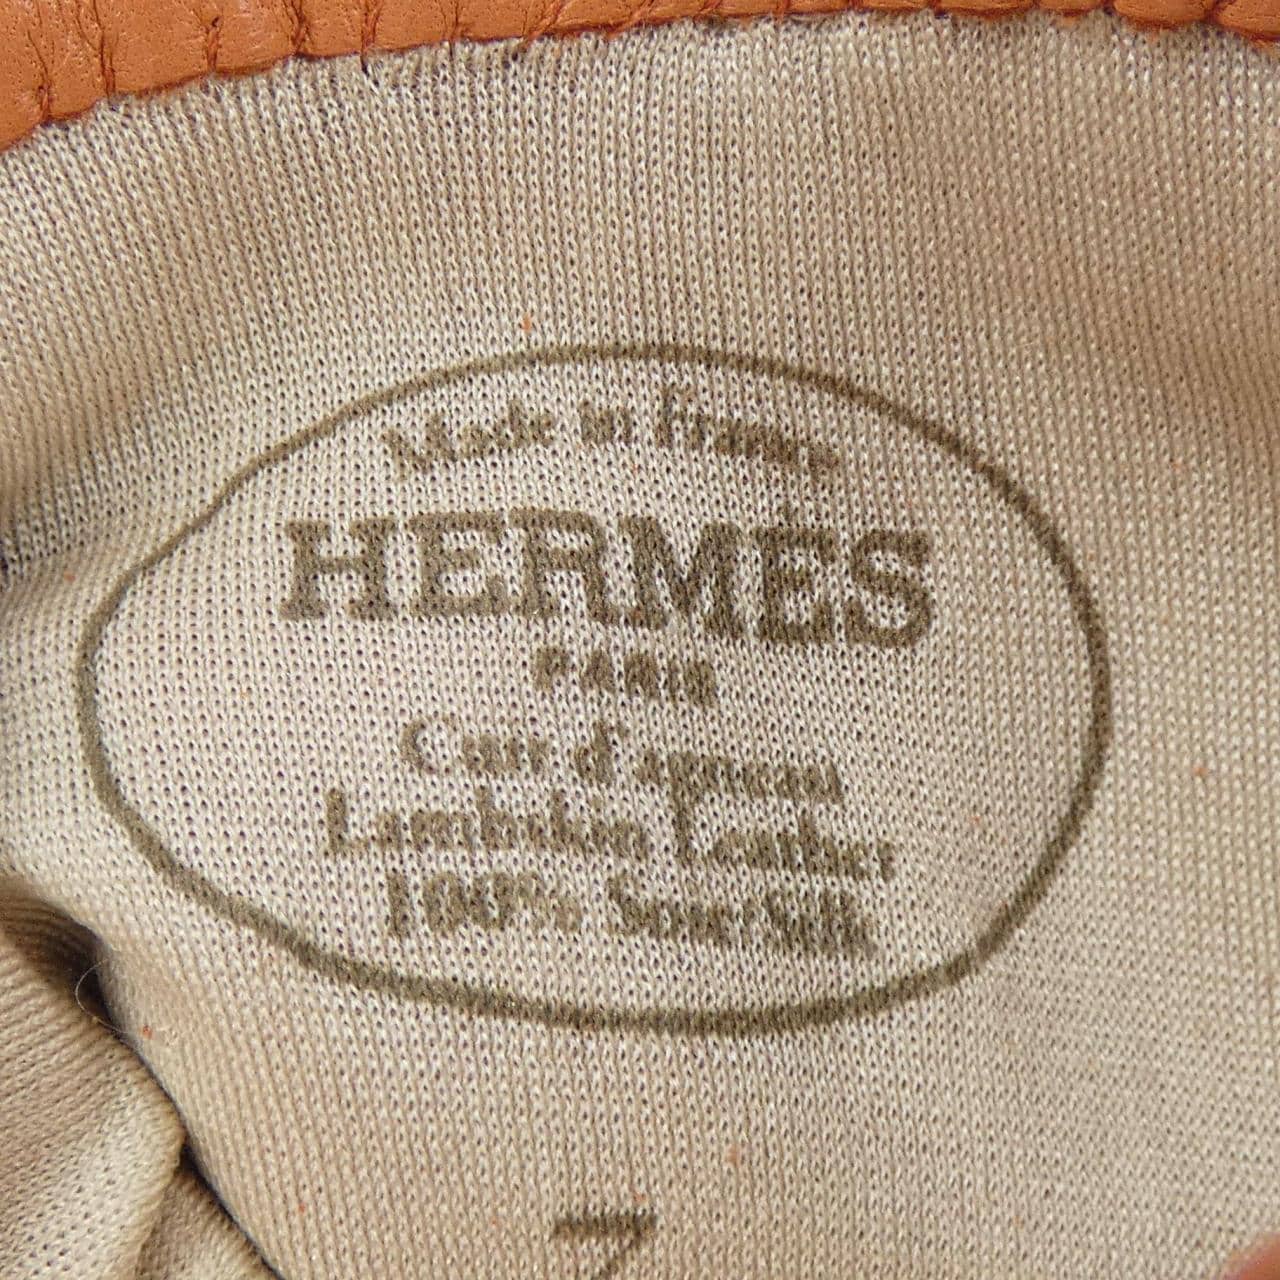 Made in France
HERMES
PARIS
Cuir d'agneau
Lambskin Leather
100% Soie/Silk
7